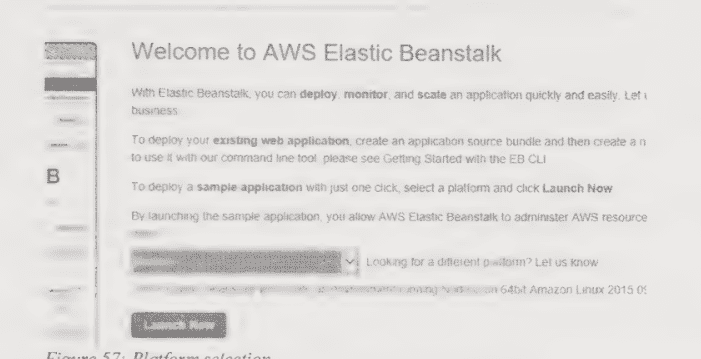 Welcome to AWS Elastic Beanstalk
With Elastic Beanstalk, you can deploy, monitor, and scale an application quickly and easily. Let
business.
To deploy your existing web application, create an application source bundle and then create a n
to use it with our command line tool, please see Getting Started with the EB CLI
To deploy a sample application with just one click, select a platform and click Launch Now
By launching the sample application, you allow AWS Elastic Beanstalk to administer AWS resource
B
Looking for a different platform? Let us know
running on 64bit Amazon Linux 2015 09
Launch Now
Figure 57: Platform selection